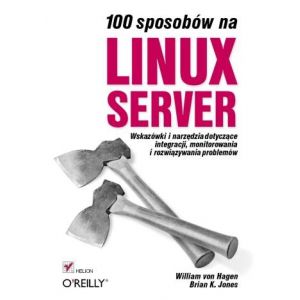 100 sposobów na
LINUX
SERVER
Wskazówki i narzędzia dotyczące
integracji, monitorowania
i rozwiązywania problemów
HELION
O'REILLY®
William von Hagen
Brian K. Jones